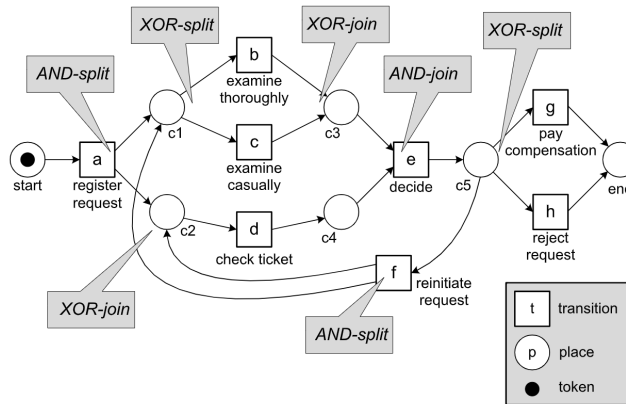 XOR-split
XOR-join
XOR-split
b
AND-split
AND-join
examine
thoroughly
g
c1
c3
pay
compensation
a
c
e
start
register
request
examine
casually
decide
c5
end
c2
d
c4
h
check ticket
reject
request
f
reinitiate
request
XOR-join
AND-split
t
transition
p
place
token